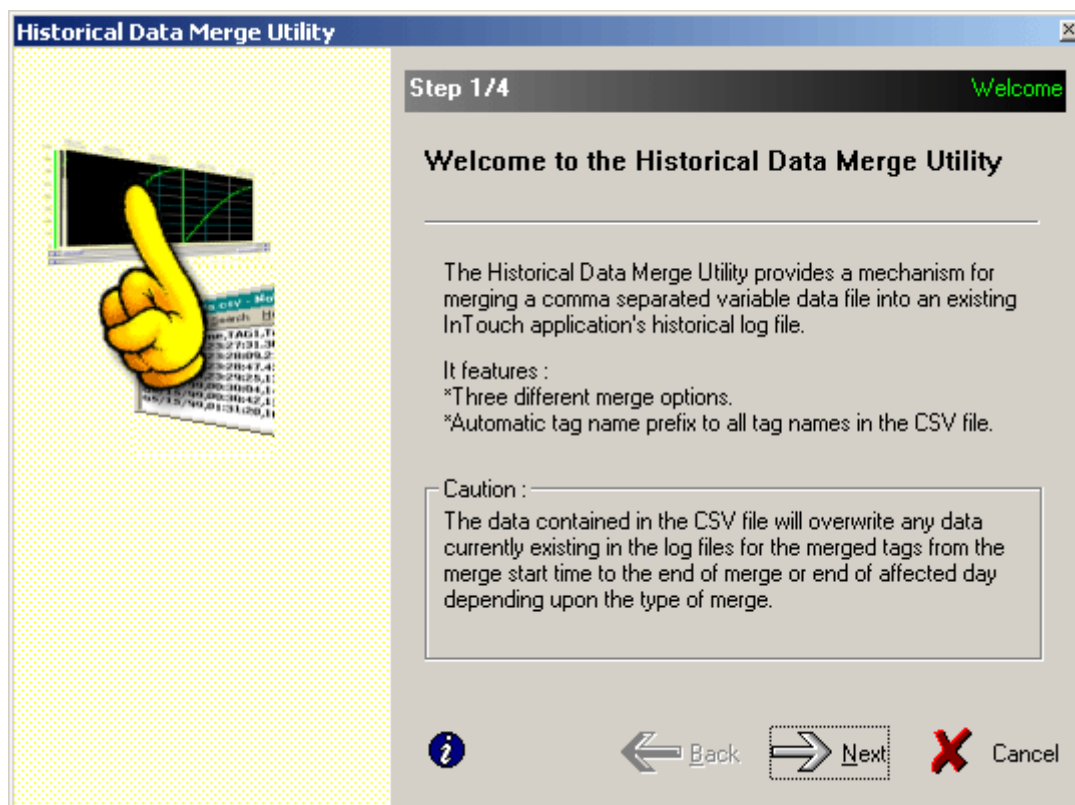 Historical Data Merge Utility
Step 1/4 Welcome
Welcome to the Historical Data Merge Utility
The Historical Data Merge Utility provides a mechanism for
merging a comma separated variable data file into an existing
InTouch application's historical log file.
It features :
*Three different merge options.
*Automatic tag name prefix to all tag names in the CSV file.
Caution :
The data contained in the CSV file will overwrite any data
currently existing in the log files for the merged tags from the
merge start time to the end of merge or end of affected day
depending upon the type of merge.
Back Next Cancel